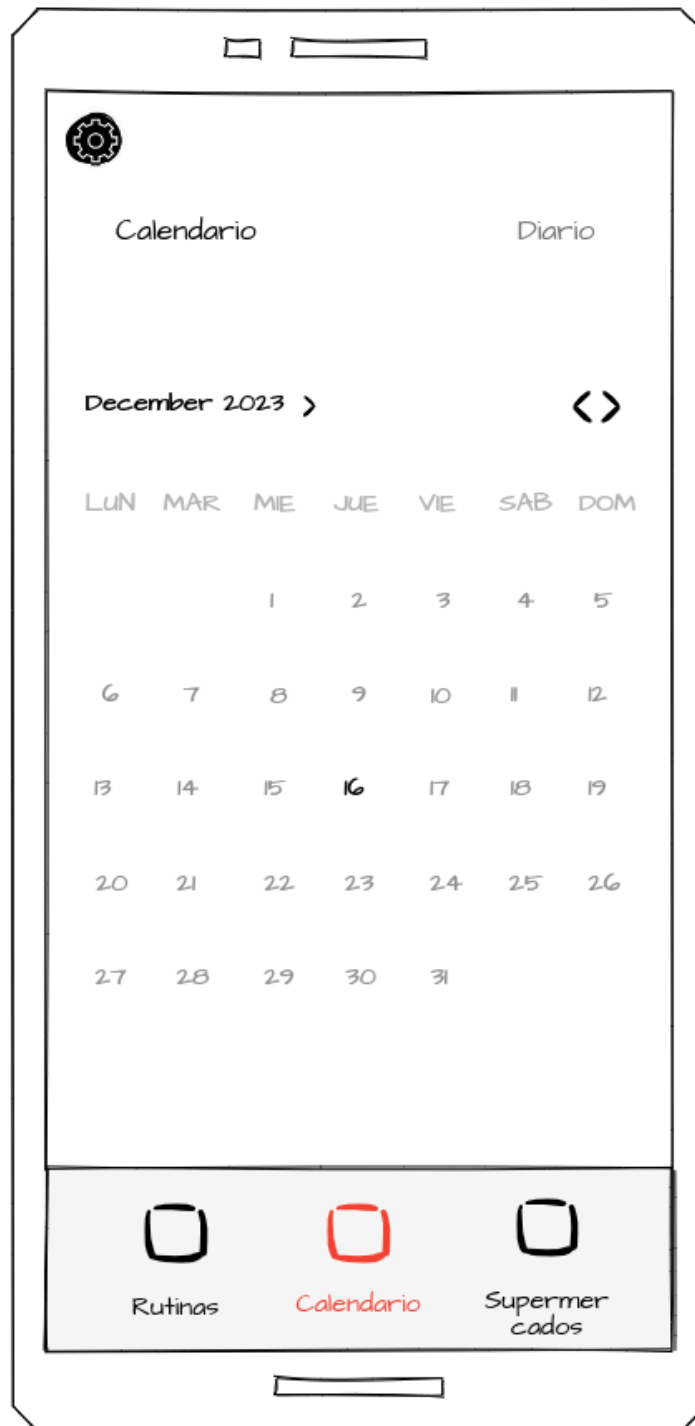 Calendario Diario
December 2023 >
< >
LUN MAR MIE JUE VIE SAB DOM
1 2 3 4 5
6 7 8 9 10 11 12
13 14 15 16 17 18 19
20 21 22 23 24 25 26
27 28 29 30 31
Rutinas Calendario Supermer
cados